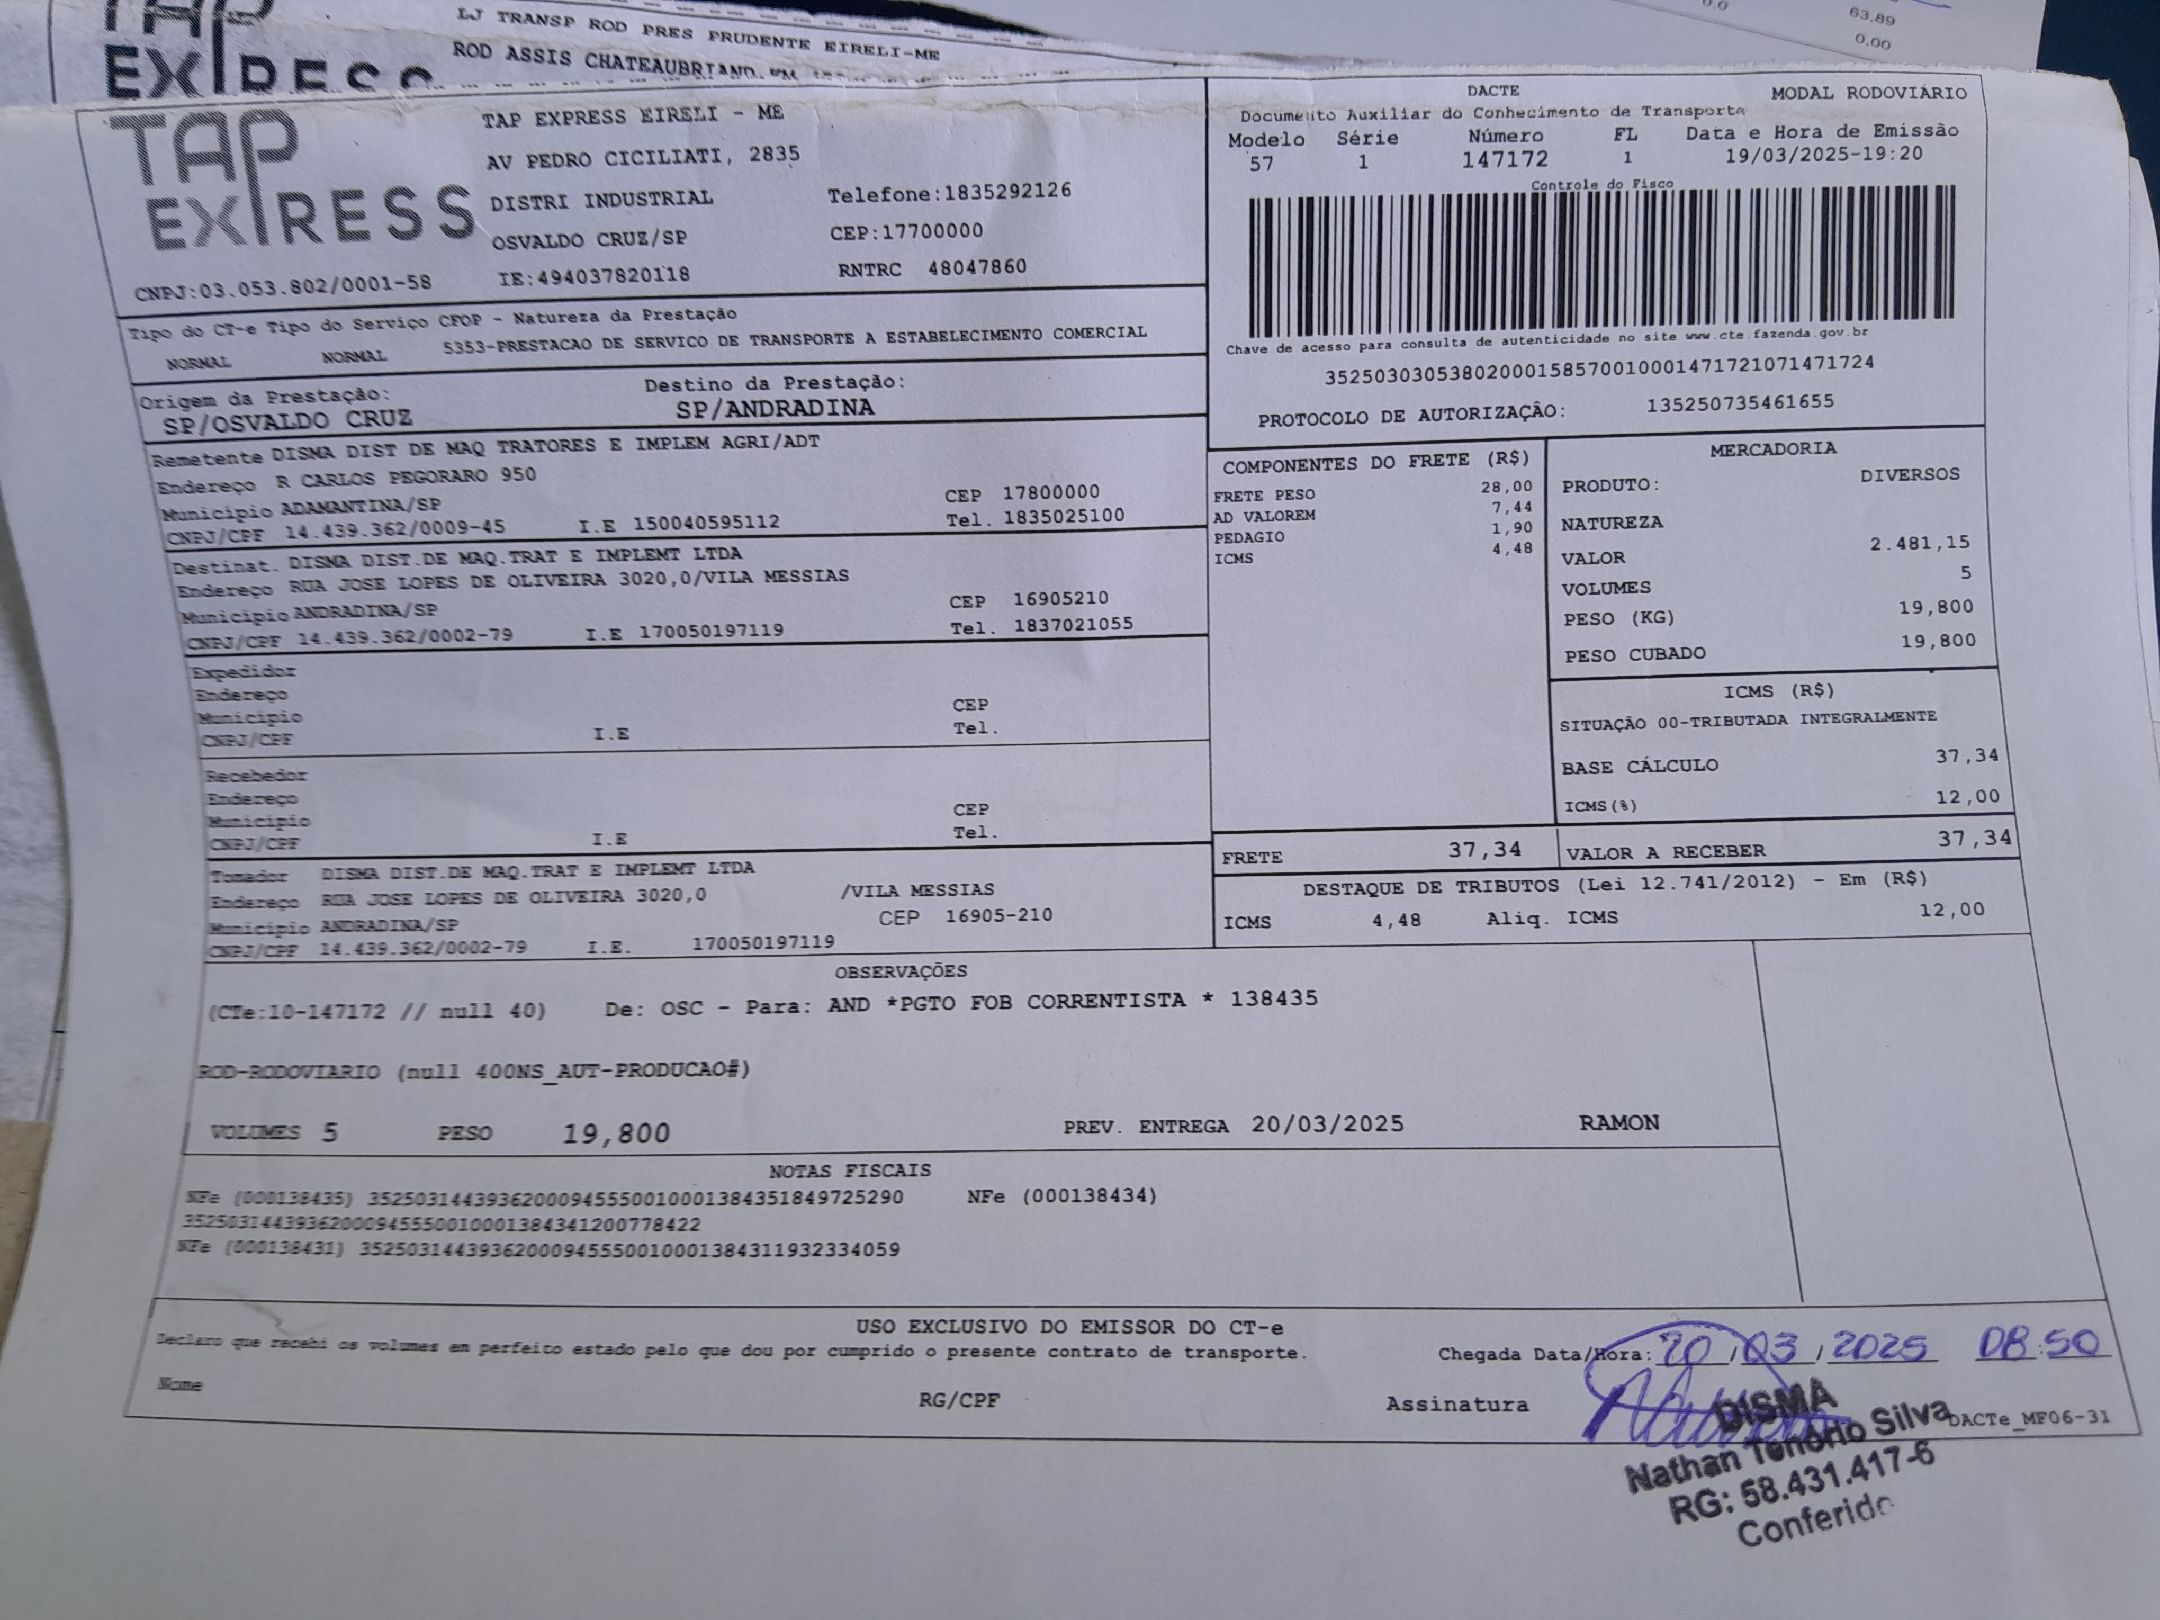 TAP
EXPRESS
LJ TRANSP ROD PRES PRUDENTE EIRELI-ME
ROD ASSIS CHATEAUBRIAND
63,89
0,00
TAP
EXPRESS
TAP EXPRESS EIRELI - ME
AV PEDRO CICILIATI, 2835
DISTRI INDUSTRIAL Telefone:1835292126
OSVALDO CRUZ/SP CEP:17700000
CNPJ:03.053.802/0001-58 IE:494037820118 RNTRC 48047860
DACTE MODAL RODOVIÁRIO
Documento Auxiliar do Conhecimento de Transporte
Modelo Série Número FL Data e Hora de Emissão
57 1 147172 1 19/03/2025-19:20
Controle do Fisco
Chave de acesso para consulta de autenticidade no site www.cte.fazenda.gov.br
35250303053802000158570010001471721071471724
PROTOCOLO DE AUTORIZAÇÃO: 135250735461655
Tipo do CT-e Tipo do Serviço CFOP - Natureza da Prestação
NORMAL NORMAL 5353-PRESTACAO DE SERVICO DE TRANSPORTE A ESTABELECIMENTO COMERCIAL
Origem da Prestação: Destino da Prestação:
SP/OSVALDO CRUZ SP/ANDRADINA
Remetente DISMA DIST DE MAQ TRATORES E IMPLEM AGRI/ADT
Endereço R CARLOS PEGORARO 950
Município ADAMANTINA/SP CEP 17800000
CNPJ/CPF 14.439.362/0009-45 I.E 150040595112 Tel. 1835025100
Destinat. DISMA DIST.DE MAQ.TRAT E IMPLEMT LTDA
Endereço RUA JOSE LOPES DE OLIVEIRA 3020,0/VILA MESSIAS
Município ANDRADINA/SP CEP 16905210
CNPJ/CPF 14.439.362/0002-79 I.E 170050197119 Tel. 1837021055
Expedidor
Endereço
Município CEP
CNPJ/CPF I.E Tel.
Recebedor
Endereço
Município CEP
CNPJ/CPF I.E Tel.
Tomador DISMA DIST.DE MAQ.TRAT E IMPLEMT LTDA
Endereço RUA JOSE LOPES DE OLIVEIRA 3020,0 /VILA MESSIAS
Município ANDRADINA/SP CEP 16905-210
CNPJ/CPF 14.439.362/0002-79 I.E. 170050197119
COMPONENTES DO FRETE (R$)
FRETE PESO 28,00
AD VALOREM 7,44
PEDAGIO 1,90
ICMS 4,48
MERCADORIA
PRODUTO: DIVERSOS
NATUREZA
VALOR 2.481,15
VOLUMES 5
PESO (KG) 19,800
PESO CUBADO 19,800
ICMS (R$)
SITUAÇÃO 00-TRIBUTADA INTEGRALMENTE
BASE CÁLCULO 37,34
ICMS(%) 12,00
FRETE 37,34 VALOR A RECEBER 37,34
DESTAQUE DE TRIBUTOS (Lei 12.741/2012) - Em (R$)
ICMS 4,48 Aliq. ICMS 12,00
OBSERVAÇÕES
(CTe:10-147172 // null 40) De: OSC - Para: AND *PGTO FOB CORRENTISTA * 138435
ROD-RODOVIARIO (null 400NS_AUT-PRODUCAO#)
VOLUMES 5 PESO 19,800 PREV. ENTREGA 20/03/2025 RAMON
NOTAS FISCAIS
NFe (000138435) 35250314439362000945550010001384351849725290 NFe (000138434)
35250314439362000945550010001384341200778422
NFe (000138431) 35250314439362000945550010001384311932334059
USO EXCLUSIVO DO EMISSOR DO CT-e
Declaro que recebi os volumes em perfeito estado pelo que dou por cumprido o presente contrato de transporte. Chegada Data/Hora: 20/03/2025 08:50
Nome RG/CPF Assinatura
DACTe_MF06-31
DISMA
Nathan Tenório Silva
RG: 58.431.417-6
Conferido